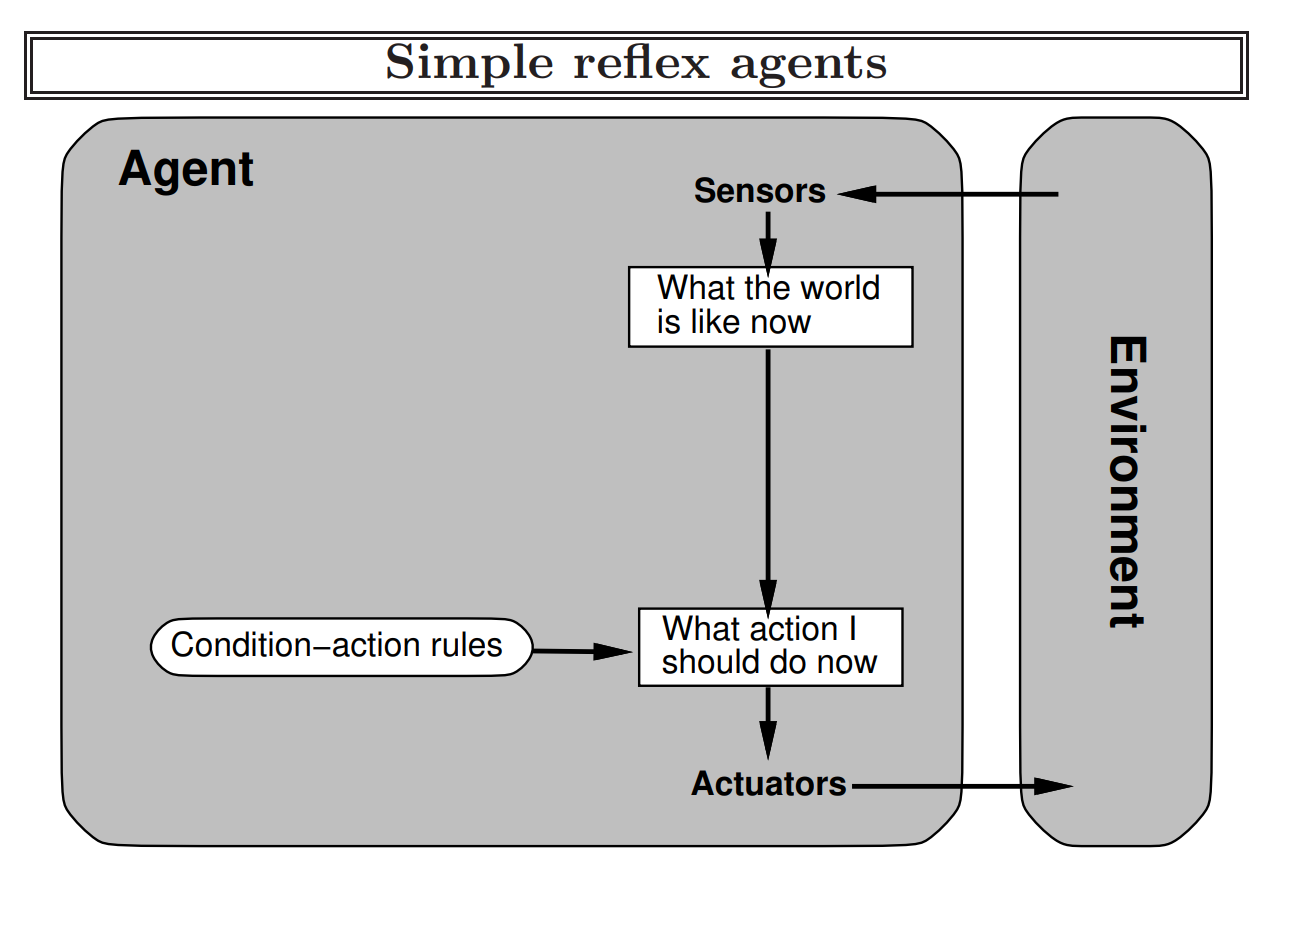 Simple reflex agents
Agent
Sensors
What the world
is like now
Environment
Condition−action rules
What action I
should do now
Actuators